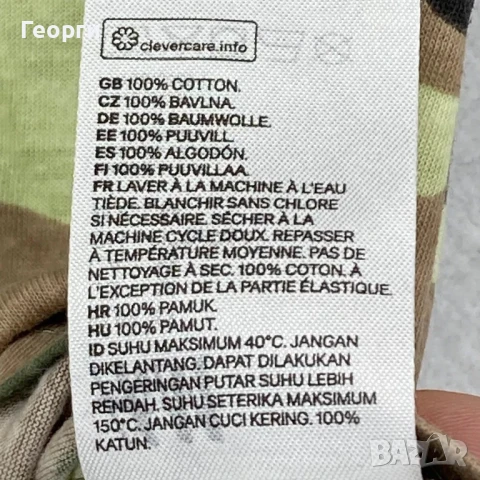 Георги
clevercare.info
GB 100% COTTON.
CZ 100% BAVLNA.
DE 100% BAUMWOLLE.
EE 100% PUUVILL.
ES 100% ALGODÓN.
FI 100% PUUVILLAA.
FR LAVER À LA MACHINE À L'EAU
TIÈDE. BLANCHIR SANS CHLORE
SI NÉCESSAIRE. SÉCHER À LA
MACHINE CYCLE DOUX. REPASSER
À TEMPÉRATURE MOYENNE. PAS DE
NETTOYAGE À SEC. 100% COTON. À
L'EXCEPTION DE LA PARTIE ÉLASTIQUE.
HR 100% PAMUK.
HU 100% PAMUT.
ID SUHU MAKSIMUM 40°C. JANGAN
DIKELANTANG. DAPAT DILAKUKAN
PENGERINGAN PUTAR SUHU LEBIH
RENDAH. SUHU SETERIKA MAKSIMUM
150°C. JANGAN CUCI KERING. 100%
KATUN.
БАZАР